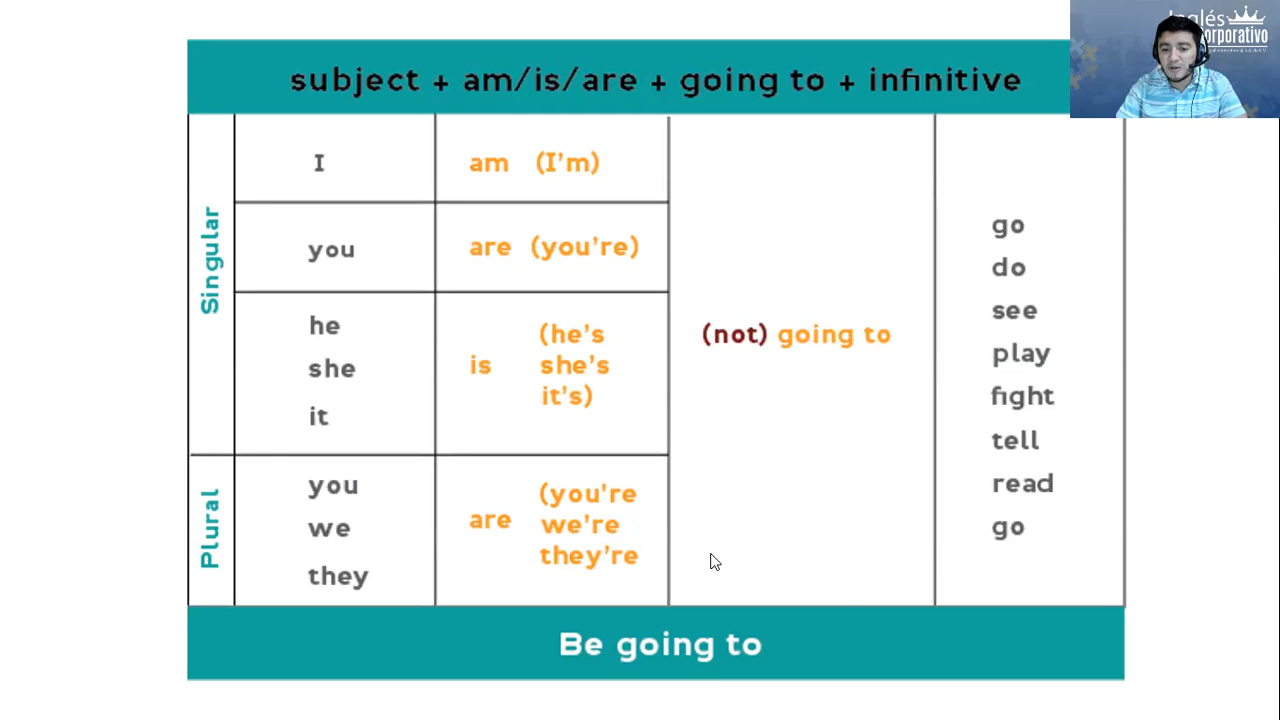 Inglés
Corporativo
subject + am/is/are + going to + infinitive
Singular
I
am (I'm)
you
are (you're)
he
she
it
is
(he's
she's
it's)
(not) going to
go
do
see
play
fight
tell
read
go
Plural
you
we
they
are
(you're
we're
they're
Be going to